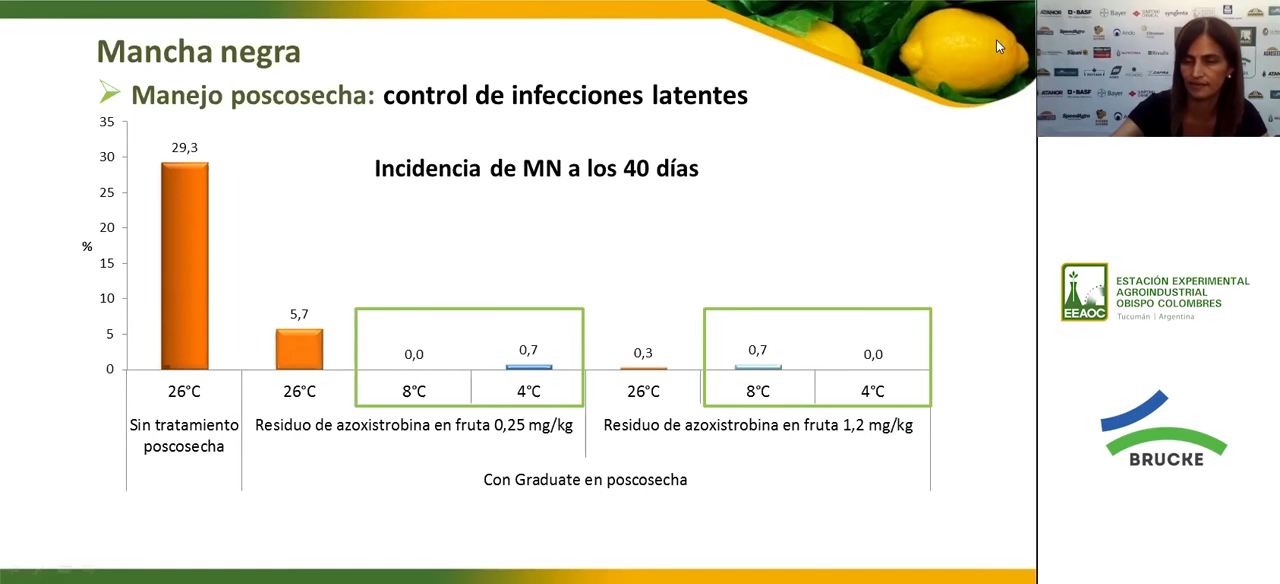 Mancha negra
Manejo poscosecha: control de infecciones latentes
Incidencia de MN a los 40 días
%
35
30
25
20
15
10
5
0
29,3
5,7
0,0
0,7
0,3
0,7
0,0
26°C
26°C
8°C
4°C
26°C
8°C
4°C
Sin tratamiento
poscosecha
Residuo de azoxistrobina en fruta 0,25 mg/kg
Residuo de azoxistrobina en fruta 1,2 mg/kg
Con Graduate en poscosecha
BASF
Bayer
syngenta
EEAOC
ESTACIÓN EXPERIMENTAL
AGROINDUSTRIAL
OBISPO COLOMBRES
Tucumán | Argentina
BRUCKE